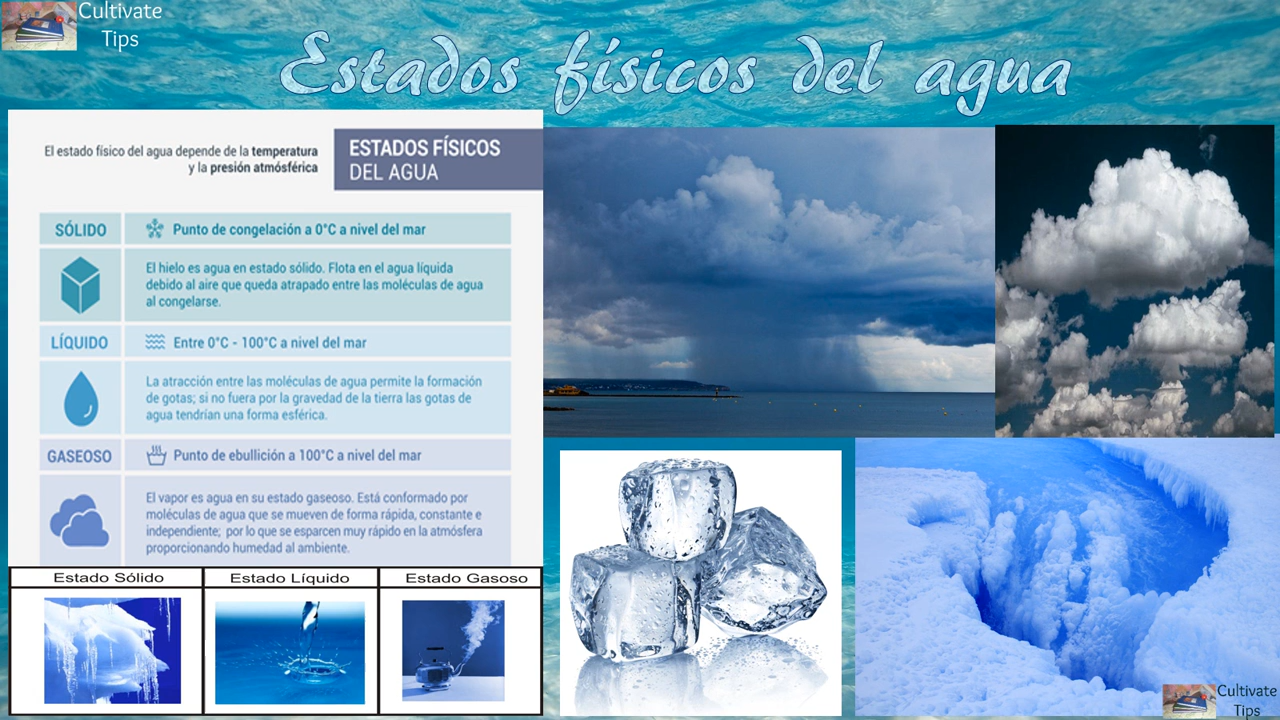 Cultivate
Tips
Estados físicos del agua
El estado físico del agua depende de la temperatura
y la presión atmósférica
ESTADOS FÍSICOS
DEL AGUA
SÓLIDO
Punto de congelación a 0°C a nivel del mar
El hielo es agua en estado sólido. Flota en el agua líquida
debido al aire que queda atrapado entre las moléculas de agua
al congelarse.
LÍQUIDO
Entre 0°C - 100°C a nivel del mar
La atracción entre las moléculas de agua permite la formación
de gotas; si no fuera por la gravedad de la tierra las gotas de
agua tendrían una forma esférica.
GASEOSO
Punto de ebullición a 100°C a nivel del mar
El vapor es agua en su estado gaseoso. Está conformado por
moléculas de agua que se mueven de forma rápida, constante e
independiente; por lo que se esparcen muy rápido en la atmósfera
proporcionando humedad al ambiente.
Estado Sólido
Estado Líquido
Estado Gasoso
Cultivate
Tips